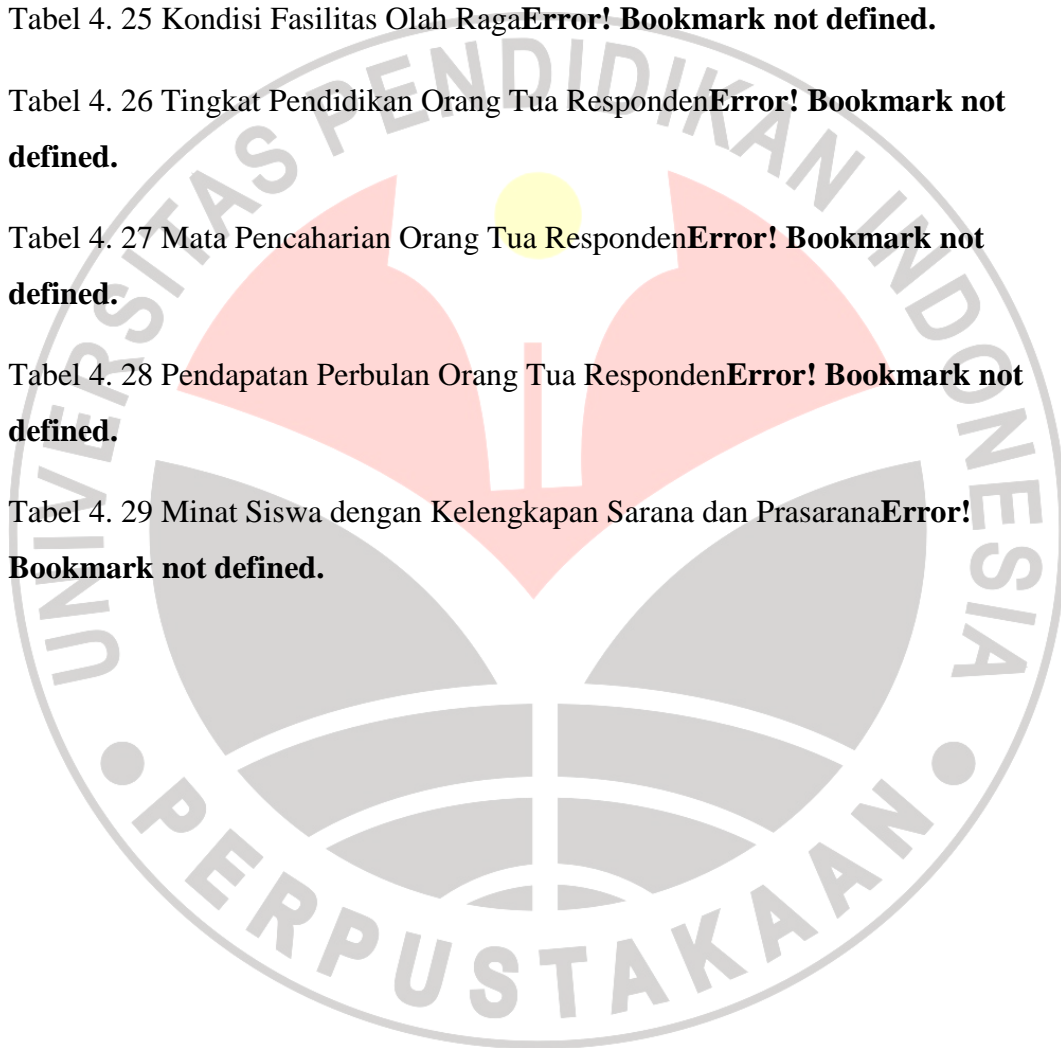 Tabel 4. 25 Kondisi Fasilitas Olah RagaError! Bookmark not defined.
Tabel 4. 26 Tingkat Pendidikan Orang Tua RespondenError! Bookmark not
defined.
Tabel 4. 27 Mata Pencaharian Orang Tua RespondenError! Bookmark not
defined.
Tabel 4. 28 Pendapatan Perbulan Orang Tua RespondenError! Bookmark not
defined.
Tabel 4. 29 Minat Siswa dengan Kelengkapan Sarana dan PrasaranaError!
Bookmark not defined.
UNIVERSITAS PENDIDIKAN INDONESIA
PERPUSTAKAAN